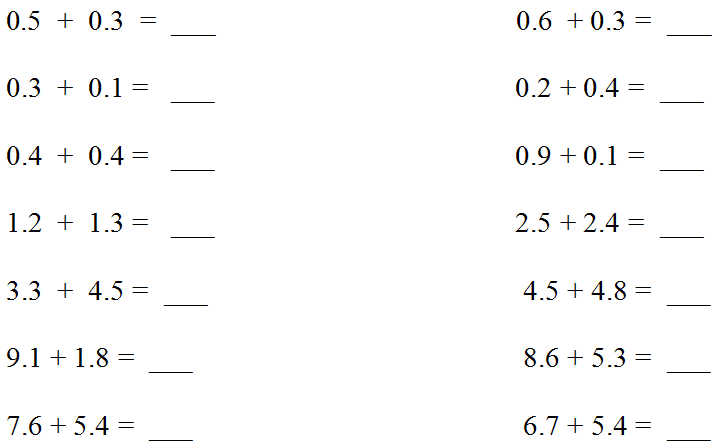 0.5 + 0.3 = ___ 0.6 + 0.3 = ___
0.3 + 0.1 = ___ 0.2 + 0.4 = ___
0.4 + 0.4 = ___ 0.9 + 0.1 = ___
1.2 + 1.3 = ___ 2.5 + 2.4 = ___
3.3 + 4.5 = ___ 4.5 + 4.8 = ___
9.1 + 1.8 = ___ 8.6 + 5.3 = ___
7.6 + 5.4 = ___ 6.7 + 5.4 = ___